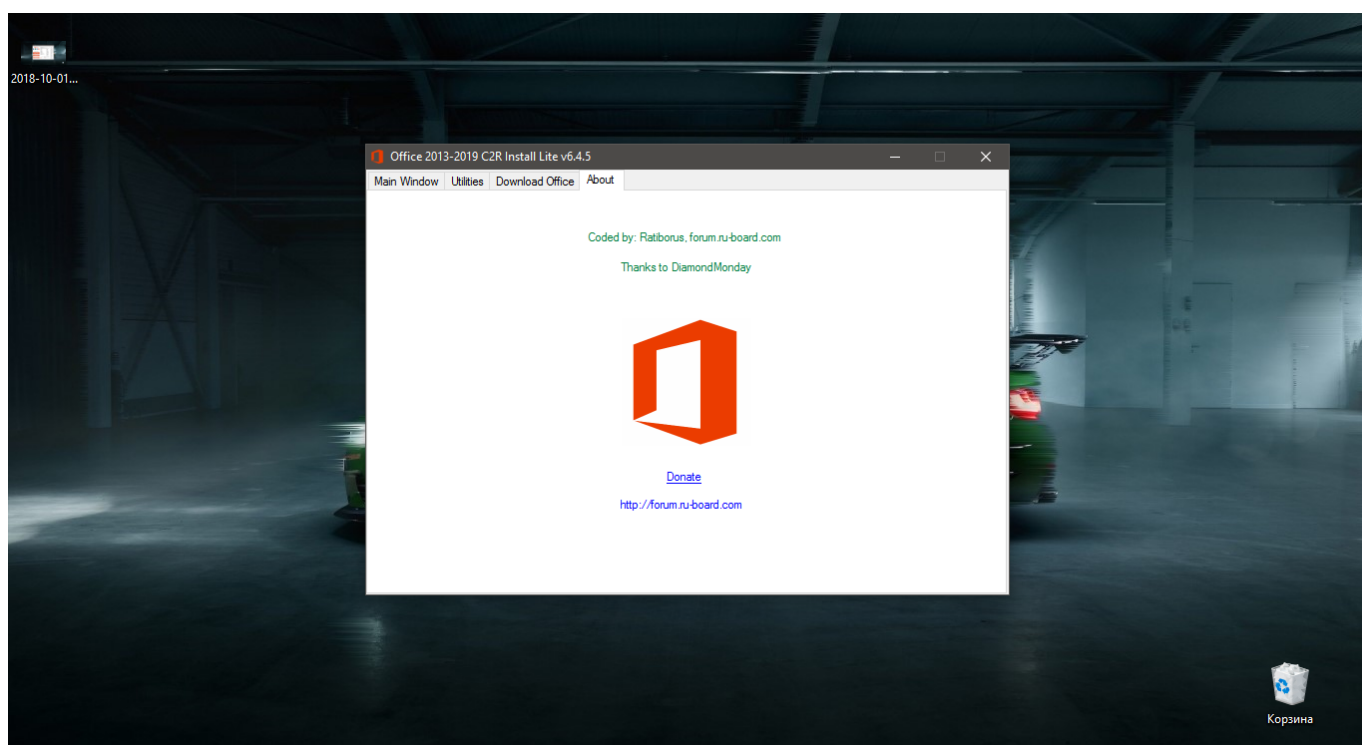 2018-10-01...
Office 2013-2019 C2R Install Lite v6.4.5
Main Window Utilities Download Office About
Coded by: Ratiborus, forum.ru-board.com
Thanks to DiamondMonday
Donate
http://forum.ru-board.com
Корзина